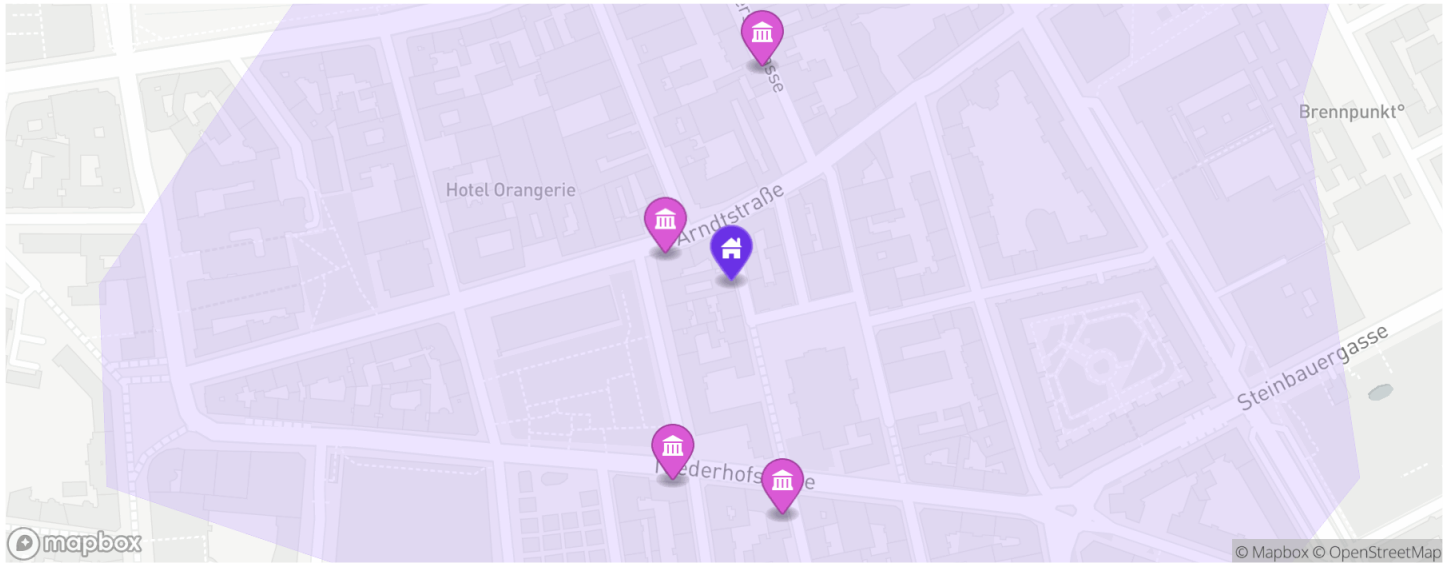 Brennpunkt°
Hotel Orangerie
Arndtstraße
Steinbauergasse
mapbox
© Mapbox © OpenStreetMap